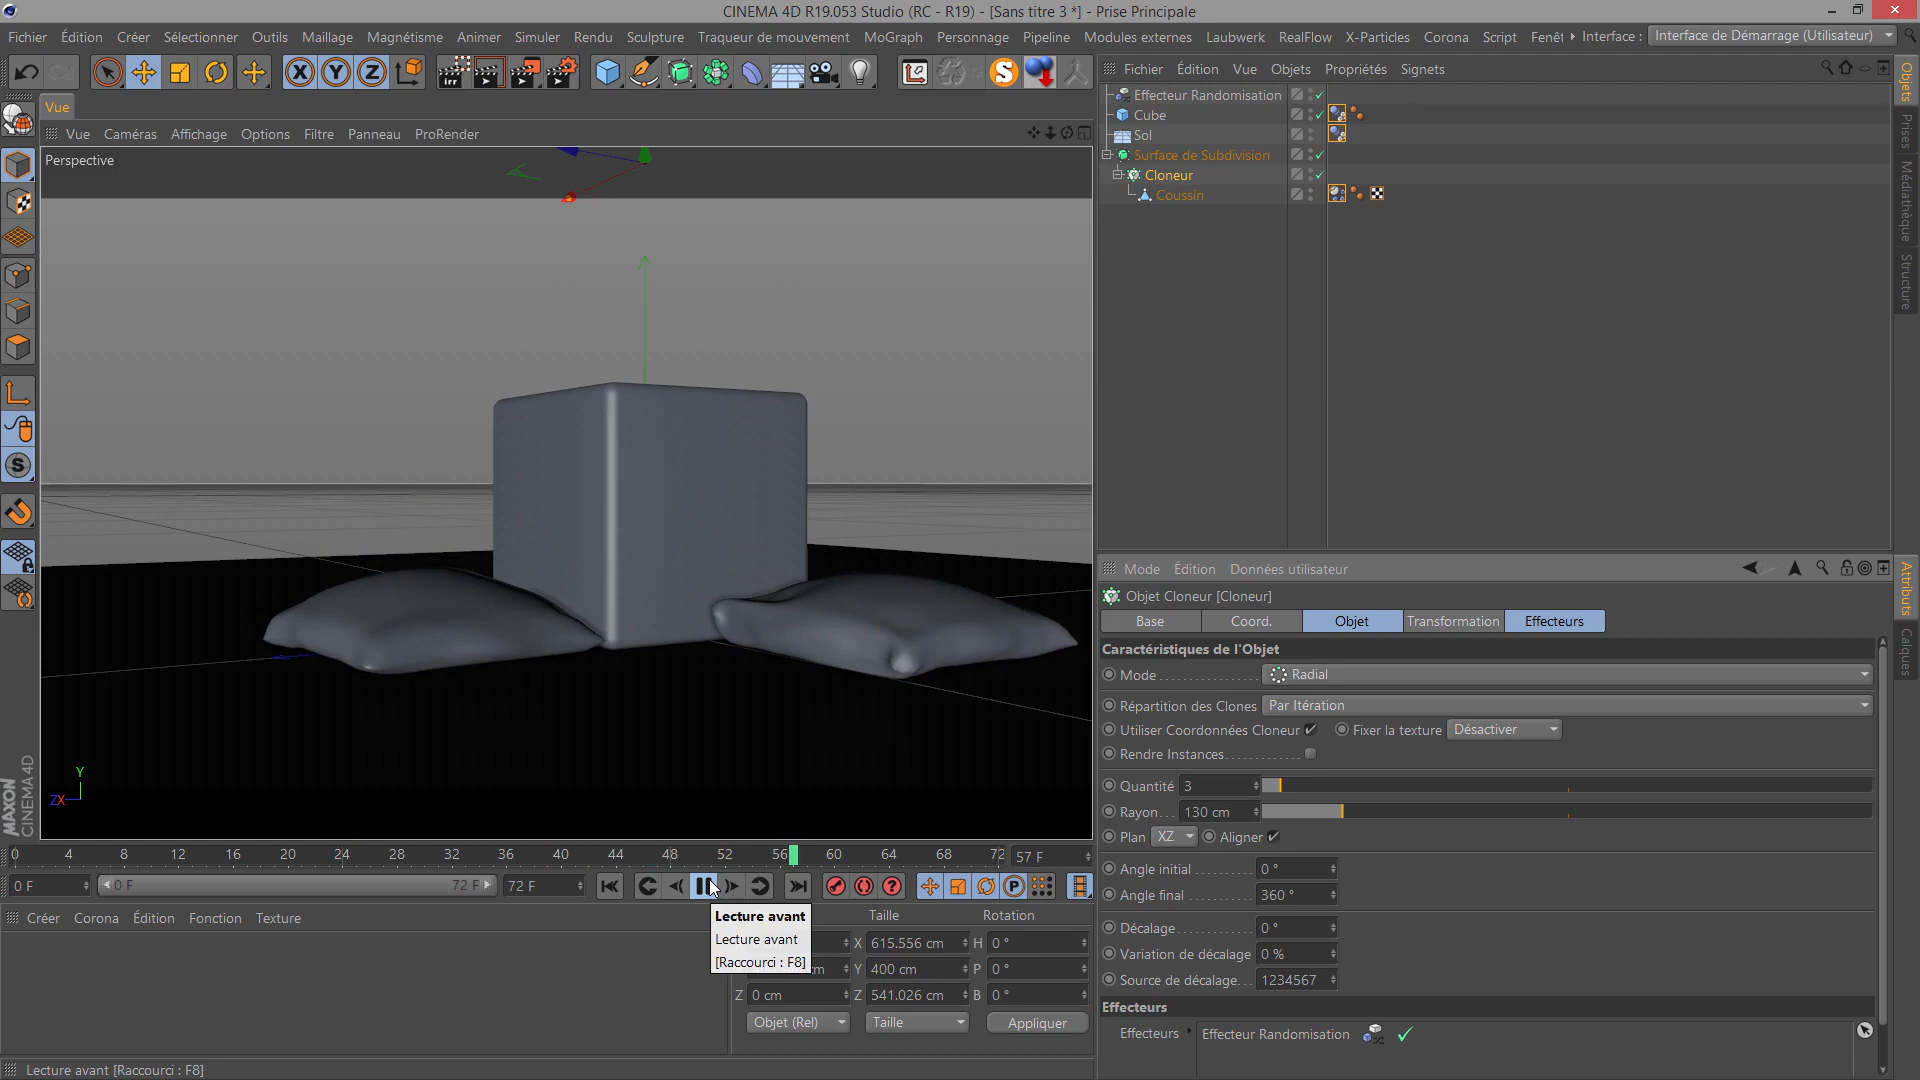 CINEMA 4D R19.053 Studio (RC - R19) - [Sans titre 3 *] - Prise Principale
Fichier Édition Créer Sélectionner Outils Maillage Magnétisme Animer Simuler Rendu Sculpture Traqueur de mouvement MoGraph Personnage Pipeline Modules externes Laubwerk RealFlow X-Particles Corona Script Fenêt Interface : Interface de Démarrage (Utilisateur)
X Y Z irr S
Vue
Vue Caméras Affichage Options Filtre Panneau ProRender
Perspective
Fichier Édition Vue Objets Propriétés Signets
Effecteur Randomisation
Cube
Sol
Surface de Subdivision
Cloneur
Coussin
Objets
Prises
Médiathèque
Structure
Mode Édition Données utilisateur
Objet Cloneur [Cloneur]
Base Coord. Objet Transformation Effecteurs
Caractéristiques de l'Objet
Mode Radial
Répartition des Clones Par Itération
Utiliser Coordonnées Cloneur Fixer la texture Désactiver
Rendre Instances
Quantité 3
Rayon 130 cm
Plan XZ Aligner
Angle initial 0 °
Angle final 360 °
Décalage 0 °
Variation de décalage 0 %
Source de décalage 1234567
Effecteurs
Effecteurs Effecteur Randomisation
Attributs
Calques
S
Y
ZX
MAXON
CINEMA 4D
0 4 8 12 16 20 24 28 32 36 40 44 48 52 56 60 64 68 72 57 F
0 F 0 F 72 F 72 F P
Créer Corona Édition Fonction Texture
Lecture avant
Lecture avant
[Raccourci : F8]
Taille Rotation
X 615.556 cm H 0 °
cm Y 400 cm P 0 °
Z 0 cm Z 541.026 cm B 0 °
Objet (Rel) Taille Appliquer
Lecture avant [Raccourci : F8]